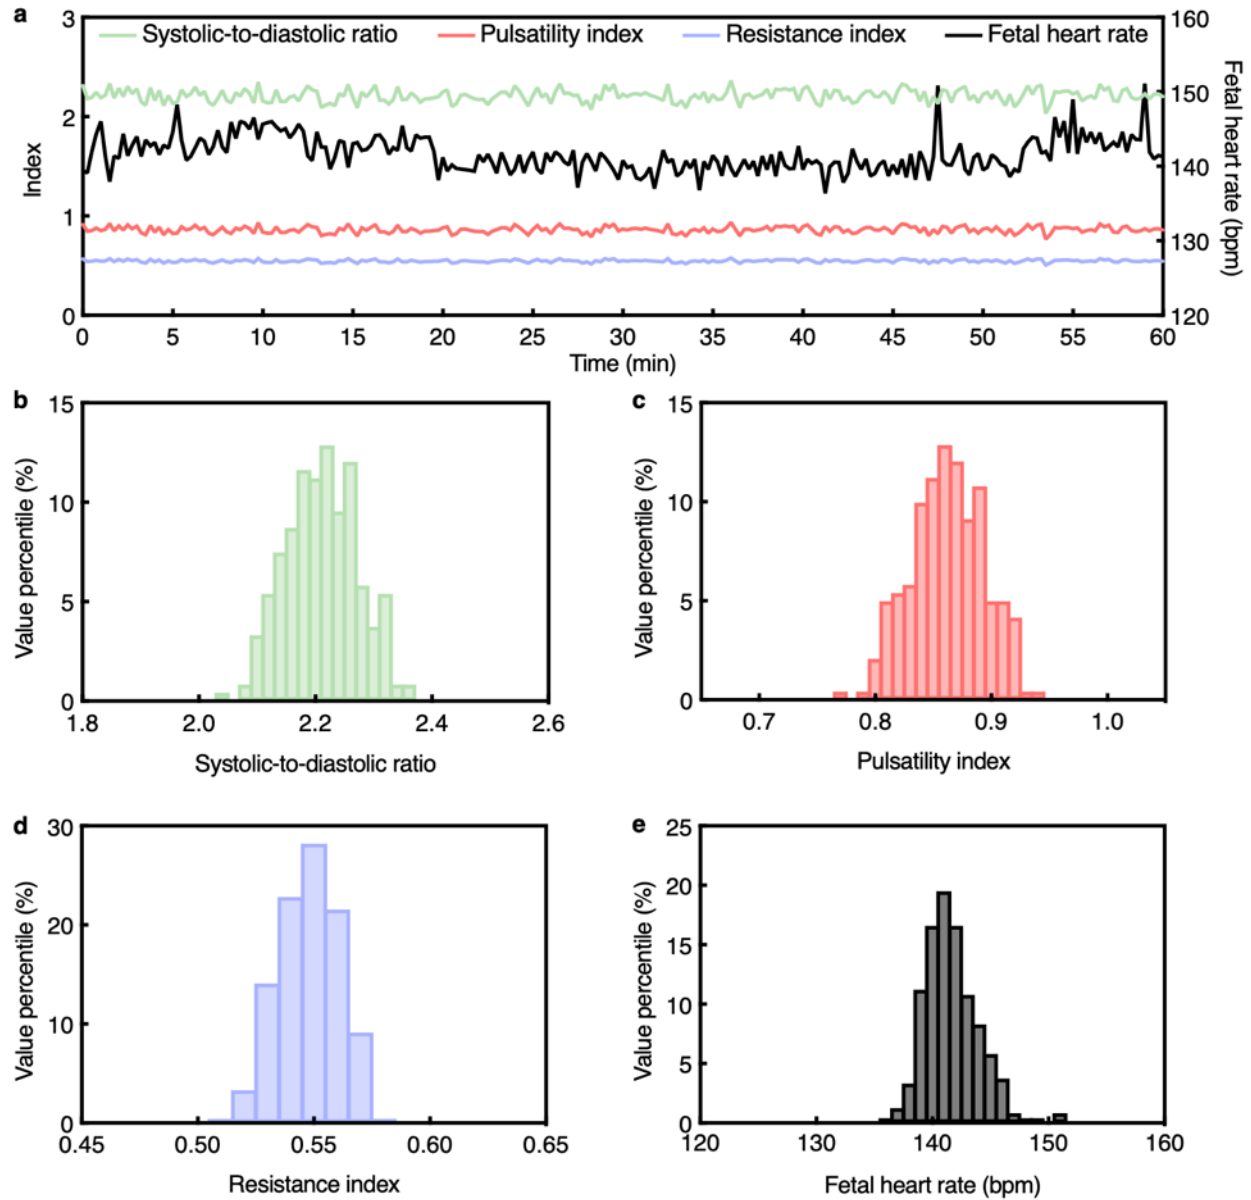 a
3
Systolic-to-diastolic ratio
Pulsatility index
Resistance index
Fetal heart rate
160
2
150
140
1
130
0
120
Index
Fetal heart rate (bpm)
0 5 10 15 20 25 30 35 40 45 50 55 60
Time (min)
b
15
10
5
0
Value percentile (%)
1.8 2.0 2.2 2.4 2.6
Systolic-to-diastolic ratio
c
15
10
5
0
Value percentile (%)
0.7 0.8 0.9 1.0
Pulsatility index
d
30
20
10
0
Value percentile (%)
0.45 0.50 0.55 0.60 0.65
Resistance index
e
25
20
15
10
5
0
Value percentile (%)
120 130 140 150 160
Fetal heart rate (bpm)